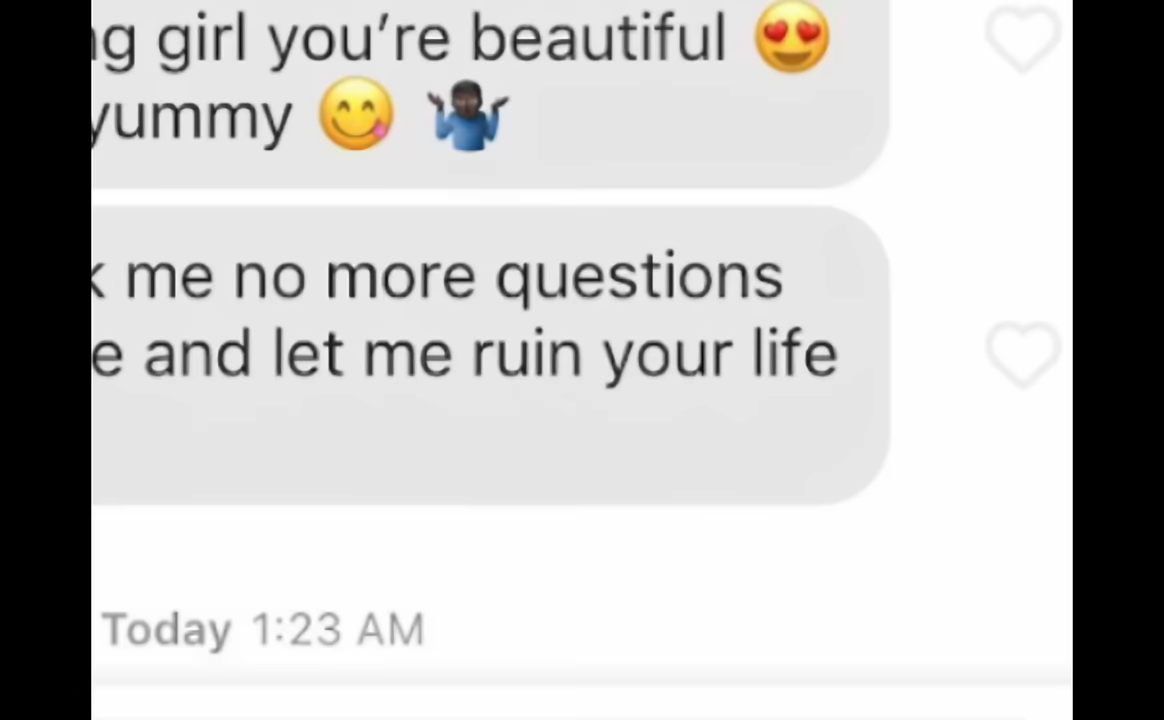 girl you're beautiful 😍
yummy 😋 🤷🏿‍♂️
me no more questions
and let me ruin your life
Today 1:23 AM